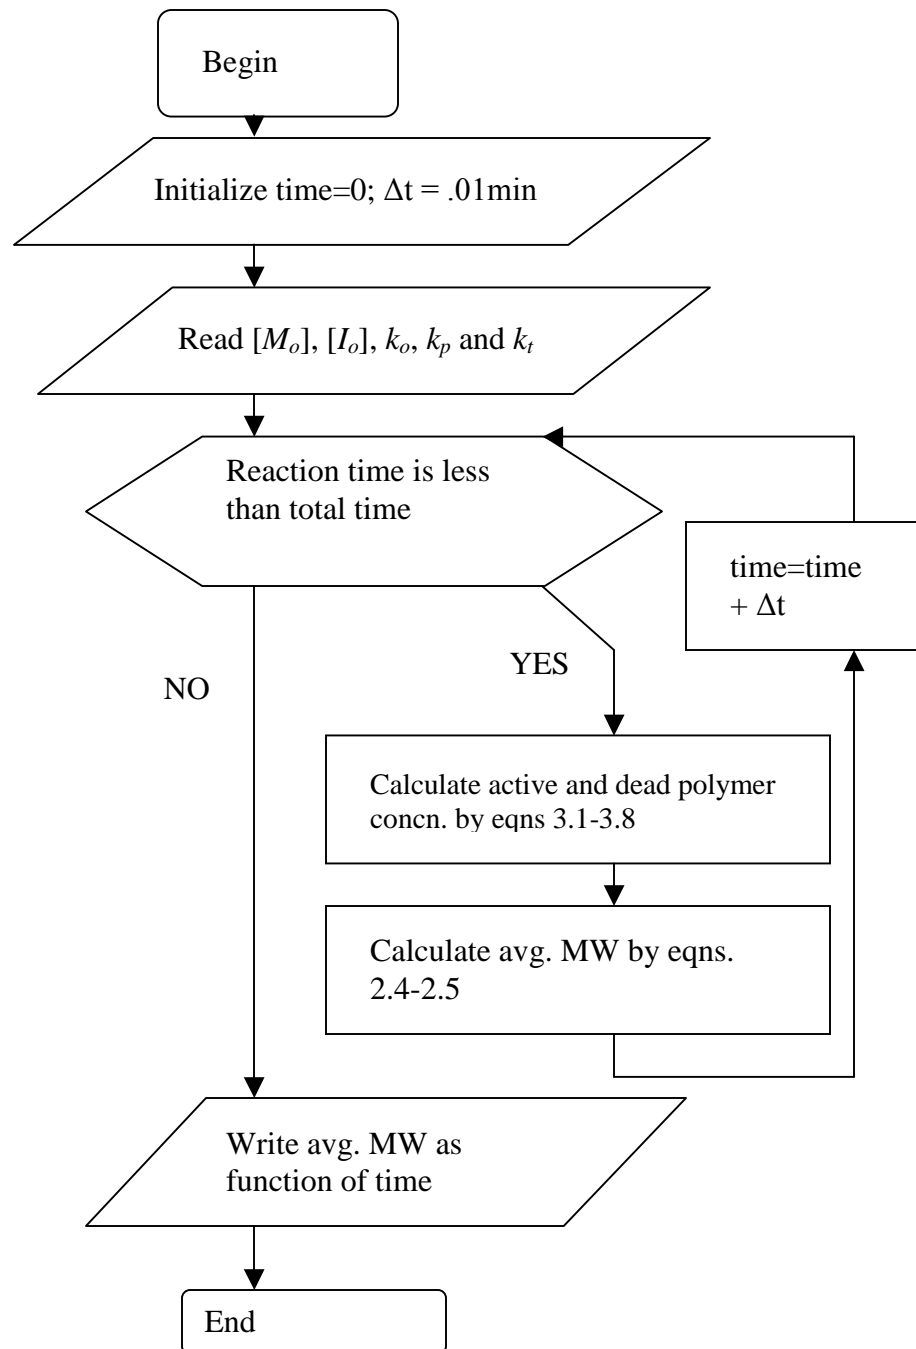 Begin
Initialize time=0; Δt = .01min
Read [Mo], [Io], ko, kp and kt
Reaction time is less
than total time
time=time
+ Δt
YES
NO
Calculate active and dead polymer
concn. by eqns 3.1-3.8
Calculate avg. MW by eqns.
2.4-2.5
Write avg. MW as
function of time
End